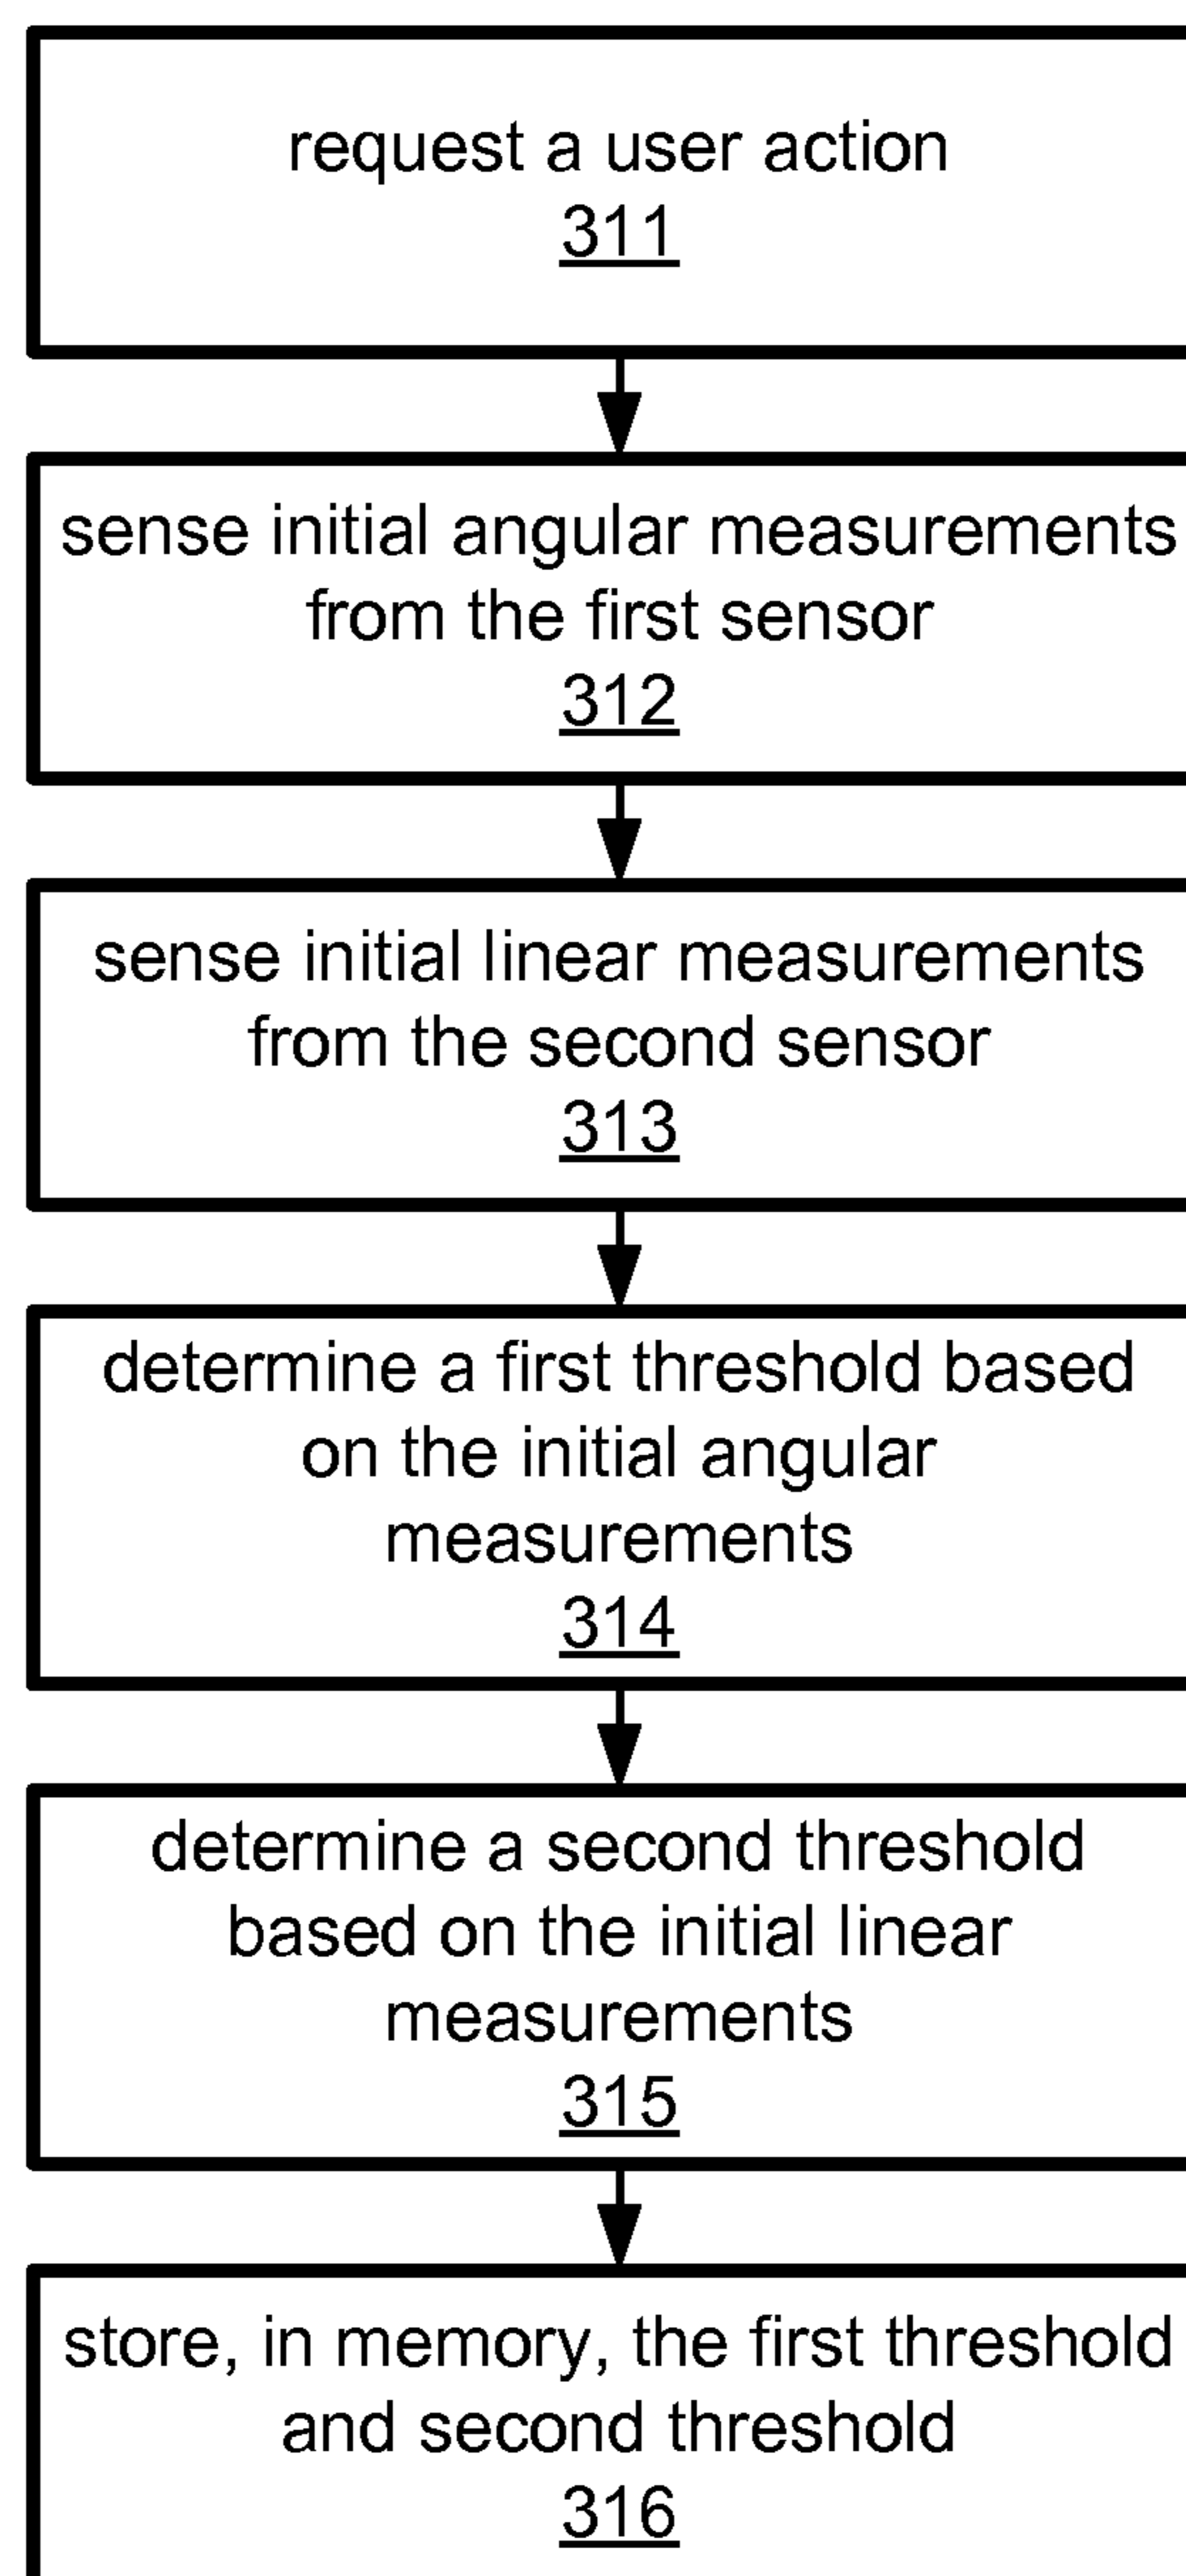 request a user action
311
sense initial angular measurements
from the first sensor
312
sense initial linear measurements
from the second sensor
313
determine a first threshold based
on the initial angular
measurements
314
determine a second threshold
based on the initial linear
measurements
315
store, in memory, the first threshold
and second threshold
316